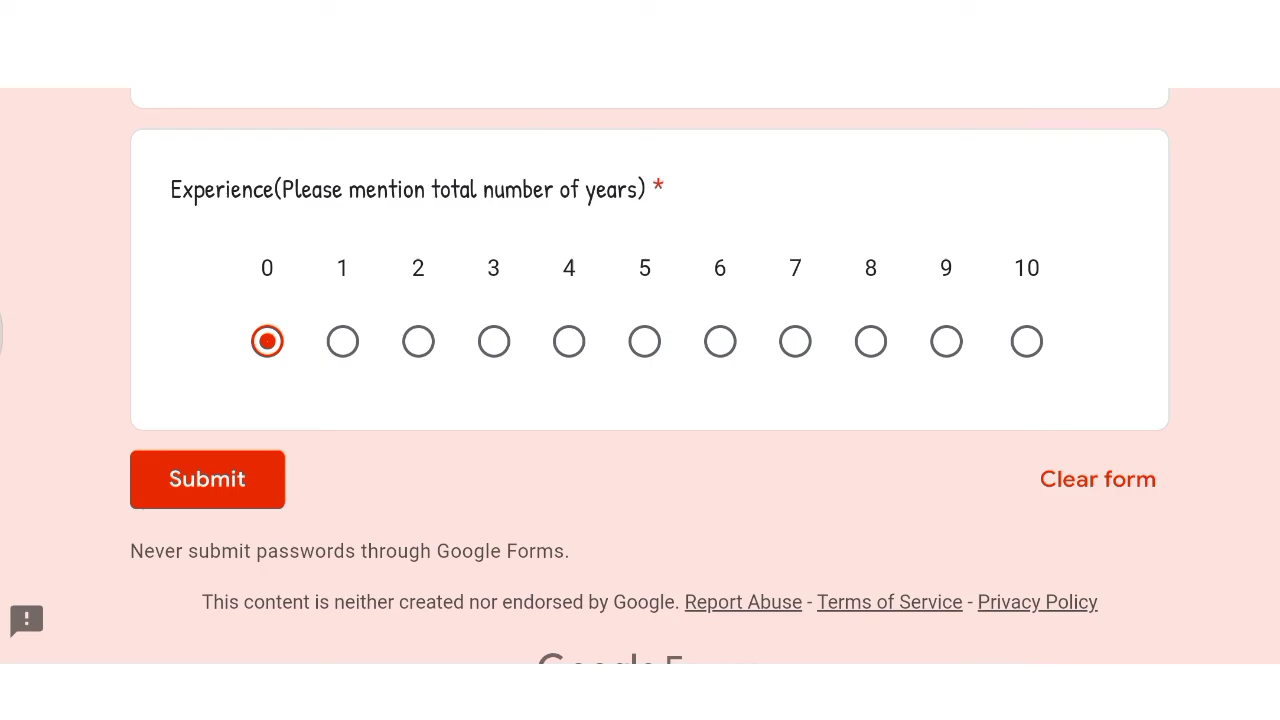 Experience(Please mention total number of years) *
0 1 2 3 4 5 6 7 8 9 10
Submit
Clear form
Never submit passwords through Google Forms.
This content is neither created nor endorsed by Google. Report Abuse - Terms of Service - Privacy Policy